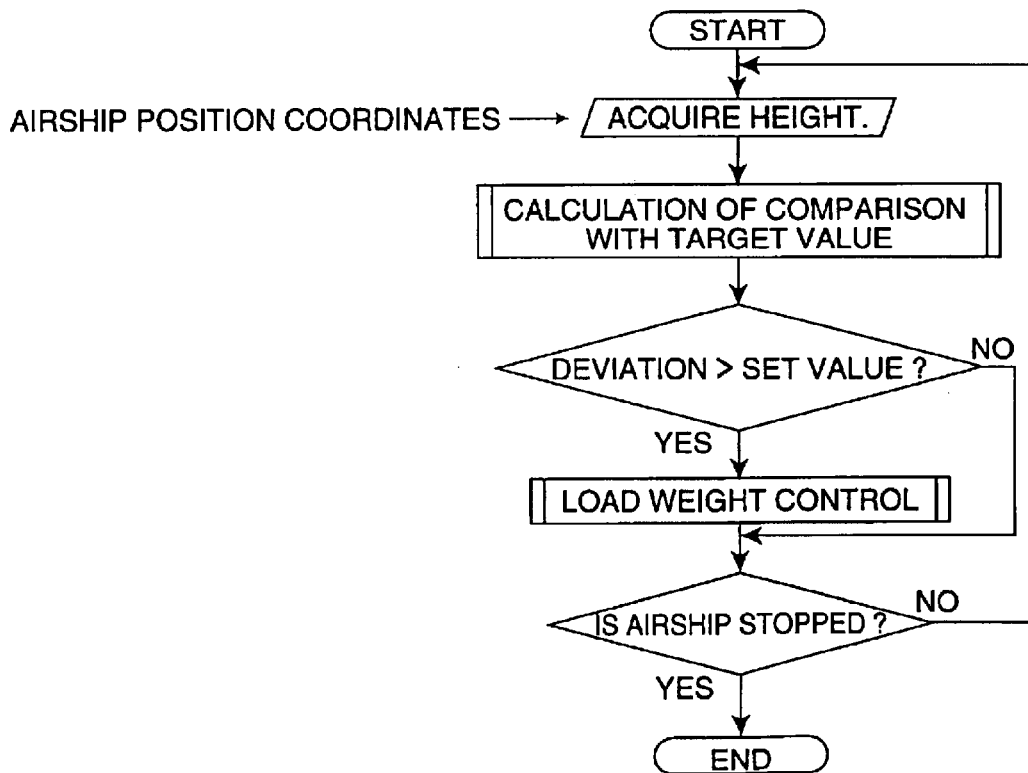 START
AIRSHIP POSITION COORDINATES
ACQUIRE HEIGHT.
CALCULATION OF COMPARISON
WITH TARGET VALUE
DEVIATION > SET VALUE ?
NO
YES
LOAD WEIGHT CONTROL
IS AIRSHIP STOPPED ?
NO
YES
END